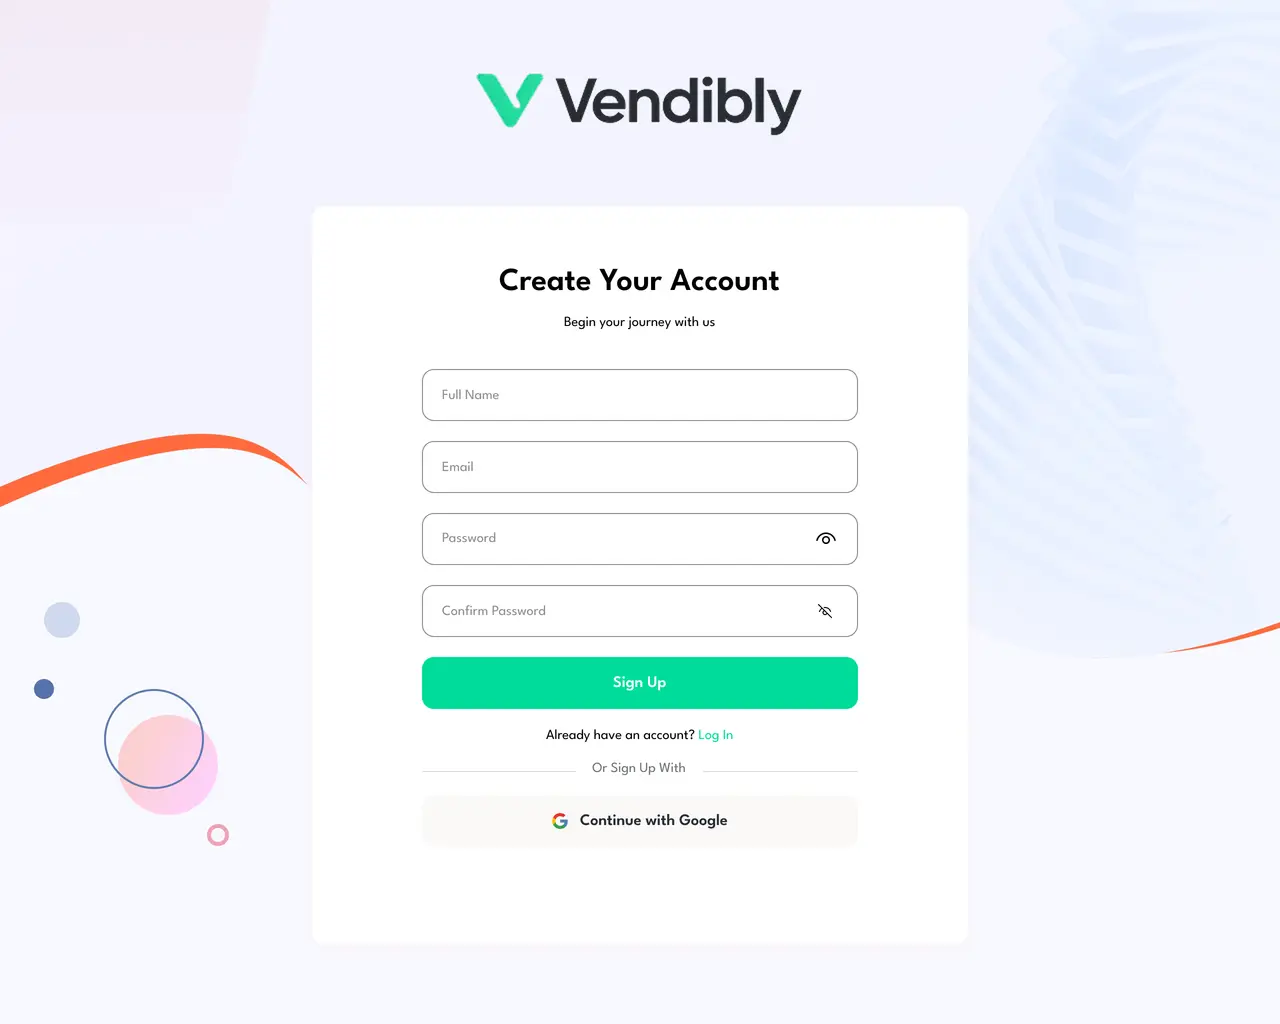 Vendibly
Create Your Account
Begin your journey with us
Full Name
Email
Password
Confirm Password
Sign Up
Already have an account? Log In
Or Sign Up With
Continue with Google